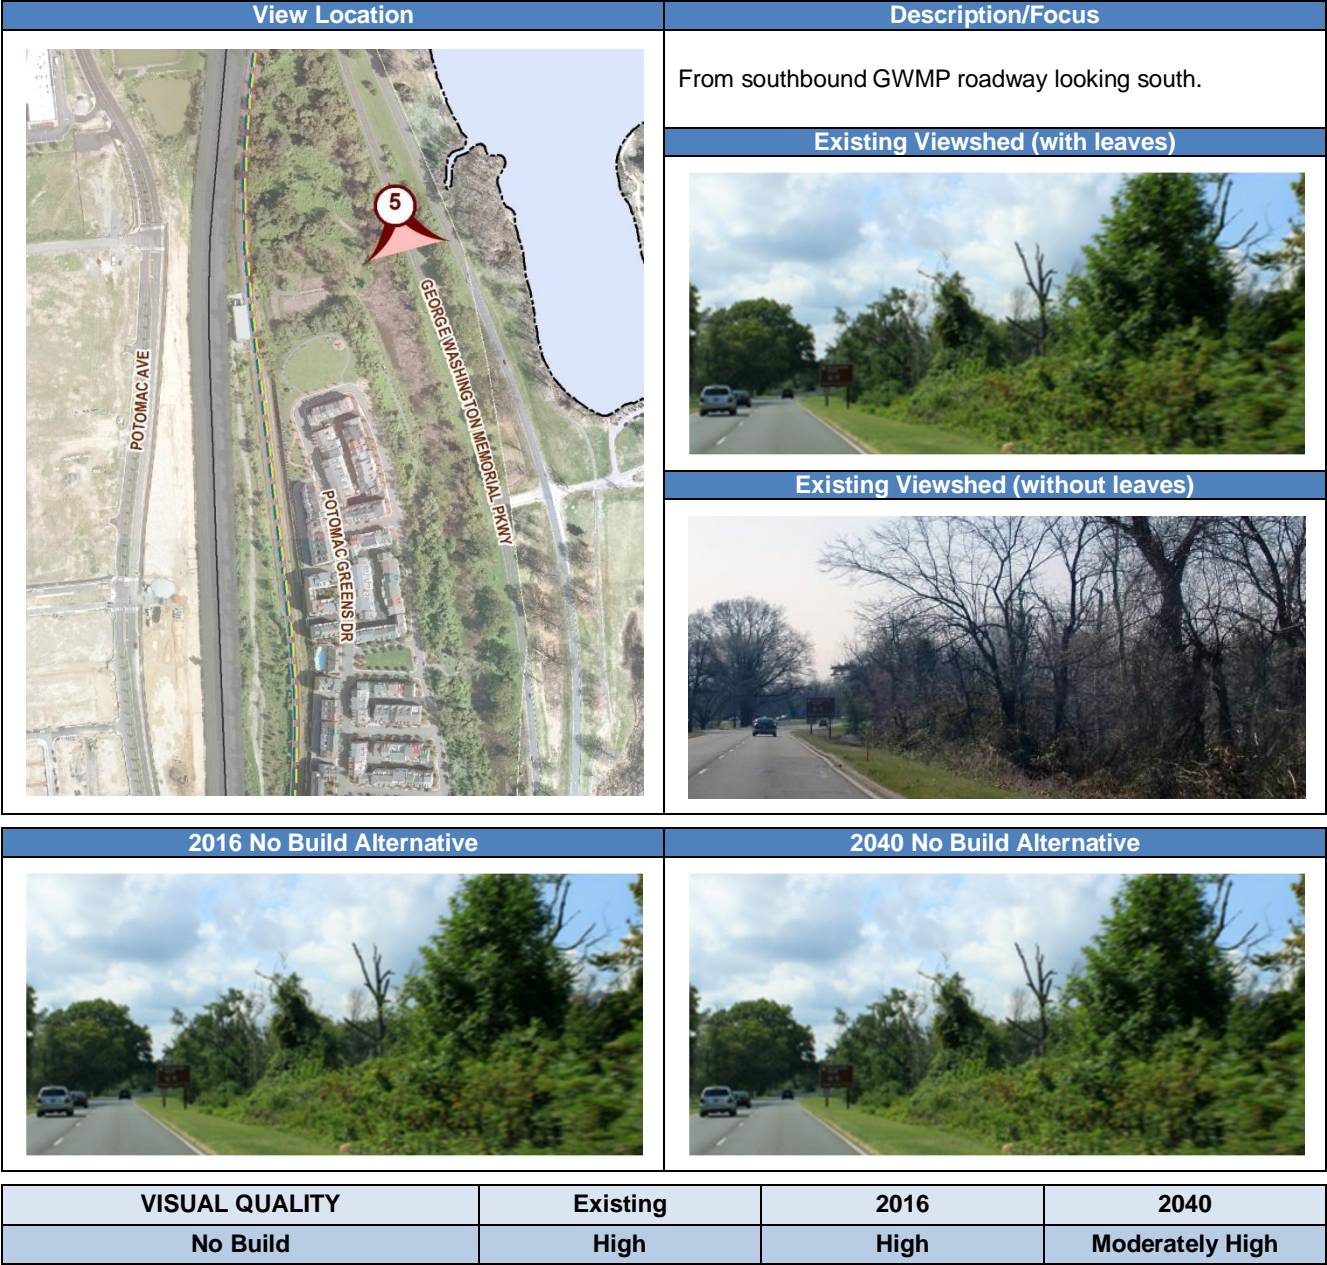 View Location
Description/Focus
5
POTOMAC AVE
GEORGE WASHINGTON MEMORIAL PKWY
POTOMAC GREENS DR
From southbound GWMP roadway looking south.
Existing Viewshed (with leaves)
Existing Viewshed (without leaves)
2016 No Build Alternative
2040 No Build Alternative
VISUAL QUALITY Existing 2016 2040
No Build High High Moderately High